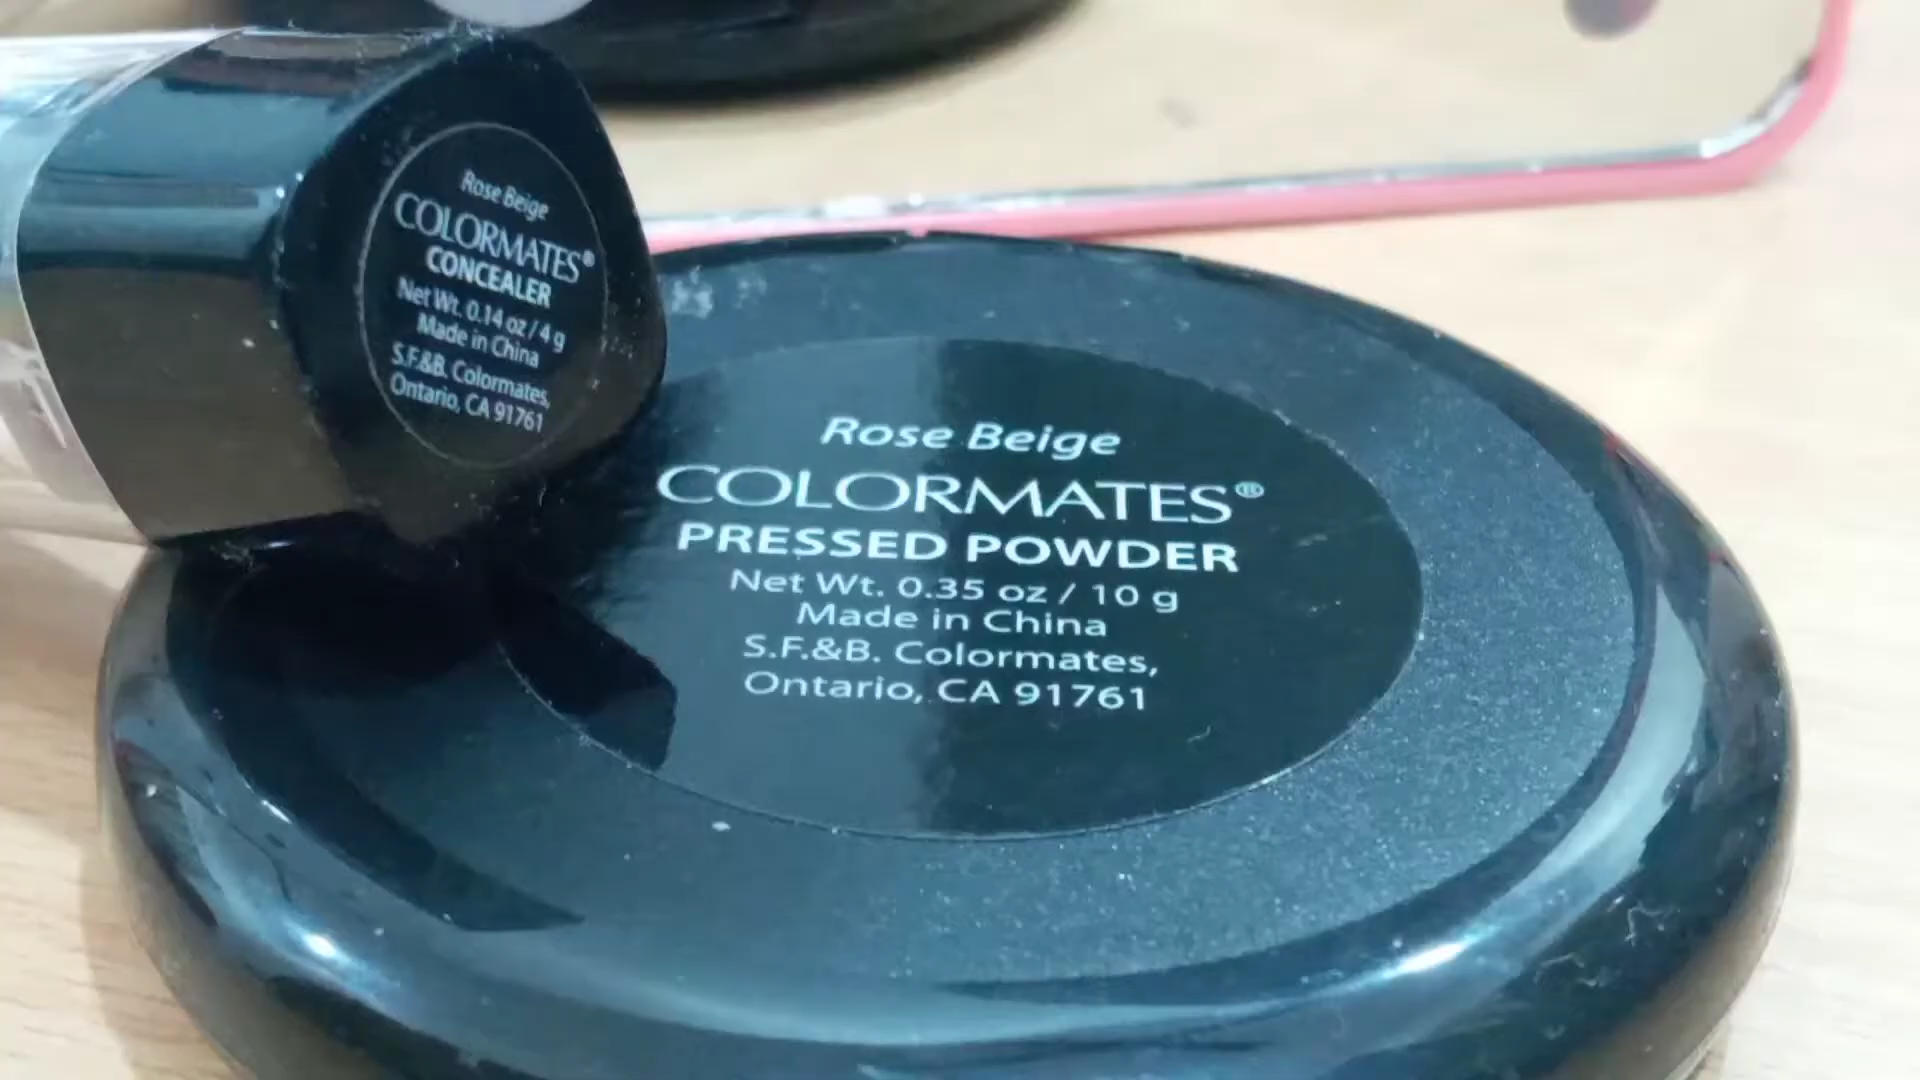 Rose Beige
COLORMATES®
CONCEALER
Net Wt. 0.14 oz / 4 g
Made in China
S.F.&B. Colormates,
Ontario, CA 91761
Rose Beige
COLORMATES®
PRESSED POWDER
Net Wt. 0.35 oz / 10 g
Made in China
S.F.&B. Colormates,
Ontario, CA 91761